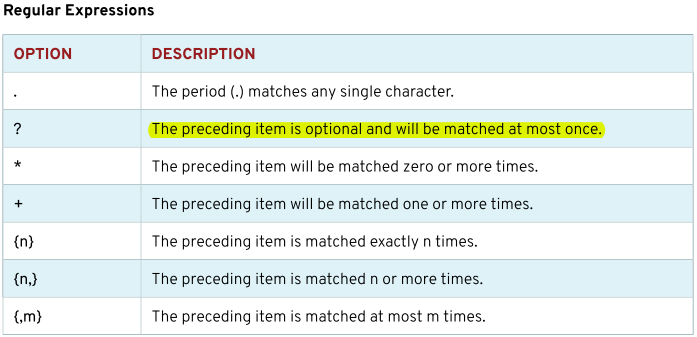 Regular Expressions
OPTION DESCRIPTION
. The period (.) matches any single character.
? The preceding item is optional and will be matched at most once.
* The preceding item will be matched zero or more times.
+ The preceding item will be matched one or more times.
{n} The preceding item is matched exactly n times.
{n,} The preceding item is matched n or more times.
{,m} The preceding item is matched at most m times.